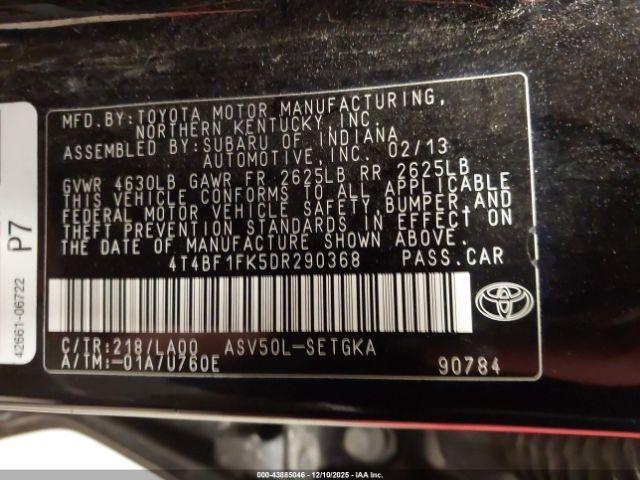 MFD.BY:TOYOTA MOTOR MANUFACTURING,
NORTHERN KENTUCKY,INC.
ASSEMBLED BY:SUBARU OF INDIANA
AUTOMOTIVE,INC. 02/13
GVWR 4630LB GAWR FR 2625LB RR 2625LB
THIS VEHICLE CONFORMS TO ALL APPLICABLE
FEDERAL MOTOR VEHICLE SAFETY,BUMPER,AND
THEFT PREVENTION STANDARDS IN EFFECT ON
THE DATE OF MANUFACTURE SHOWN ABOVE.
4T4BF1FK5DR290368 PASS.CAR
C/TR:218/LA00 ASV50L-SETGKA
A/TM:-01A/U760E 90784
P7
42661-06722
000-43885046 - 12/10/2025 - IAA Inc.